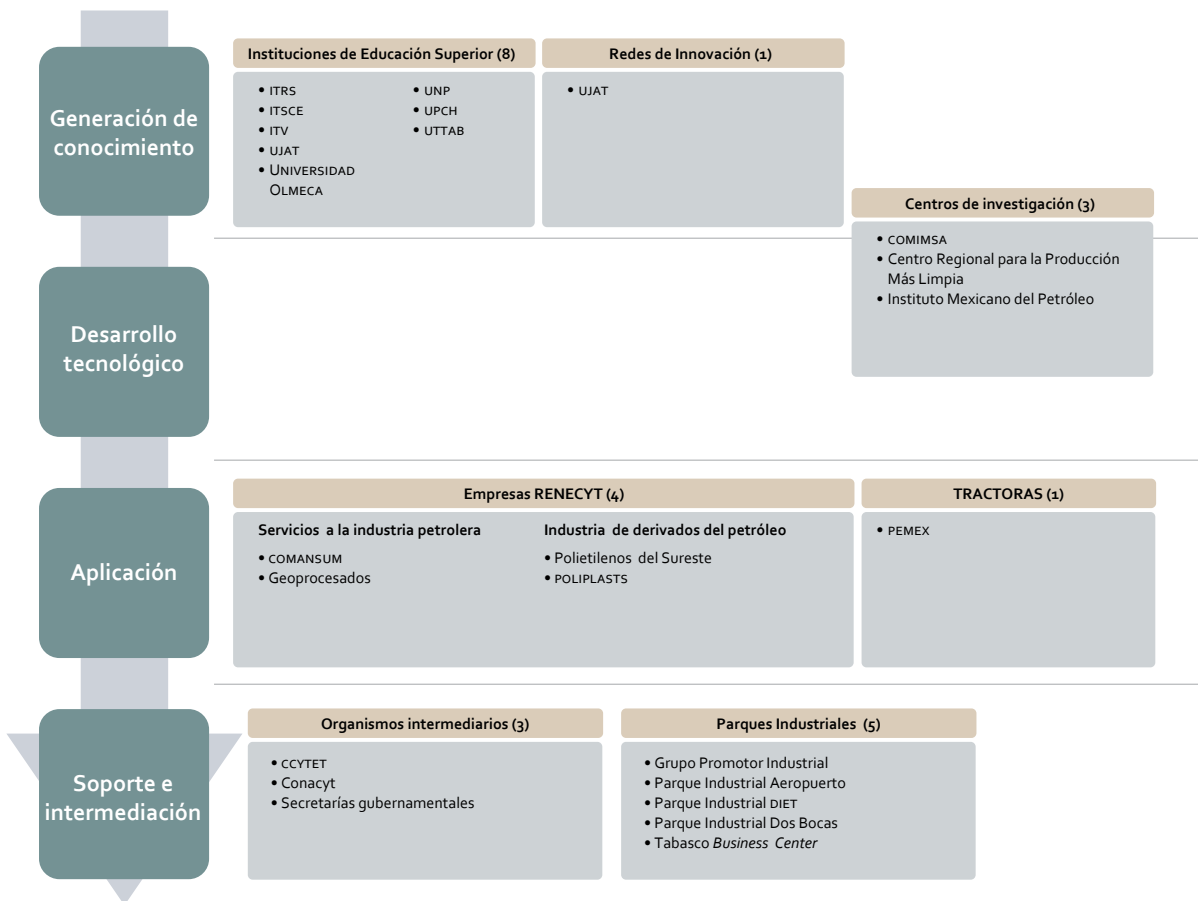 Generación de
conocimiento
Instituciones de Educación Superior (8)
• ITRS
• ITSCE
• ITV
• UJAT
• UNIVERSIDAD
OLMECA
• UNP
• UPCH
• UTTAB
Redes de Innovación (1)
• UJAT
Centros de investigación (3)
• COMIMSA
• Centro Regional para la Producción
Más Limpia
• Instituto Mexicano del Petróleo
Desarrollo
tecnológico
Aplicación
Empresas RENECYT (4)
Servicios a la industria petrolera
• COMANSUM
• Geoprocesados
Industria de derivados del petróleo
• Polietilenos del Sureste
• POLIPLASTS
TRACTORAS (1)
• PEMEX
Soporte e
intermediación
Organismos intermediarios (3)
• CCYTET
• Conacyt
• Secretarías gubernamentales
Parques Industriales (5)
• Grupo Promotor Industrial
• Parque Industrial Aeropuerto
• Parque Industrial DIET
• Parque Industrial Dos Bocas
• Tabasco Business Center